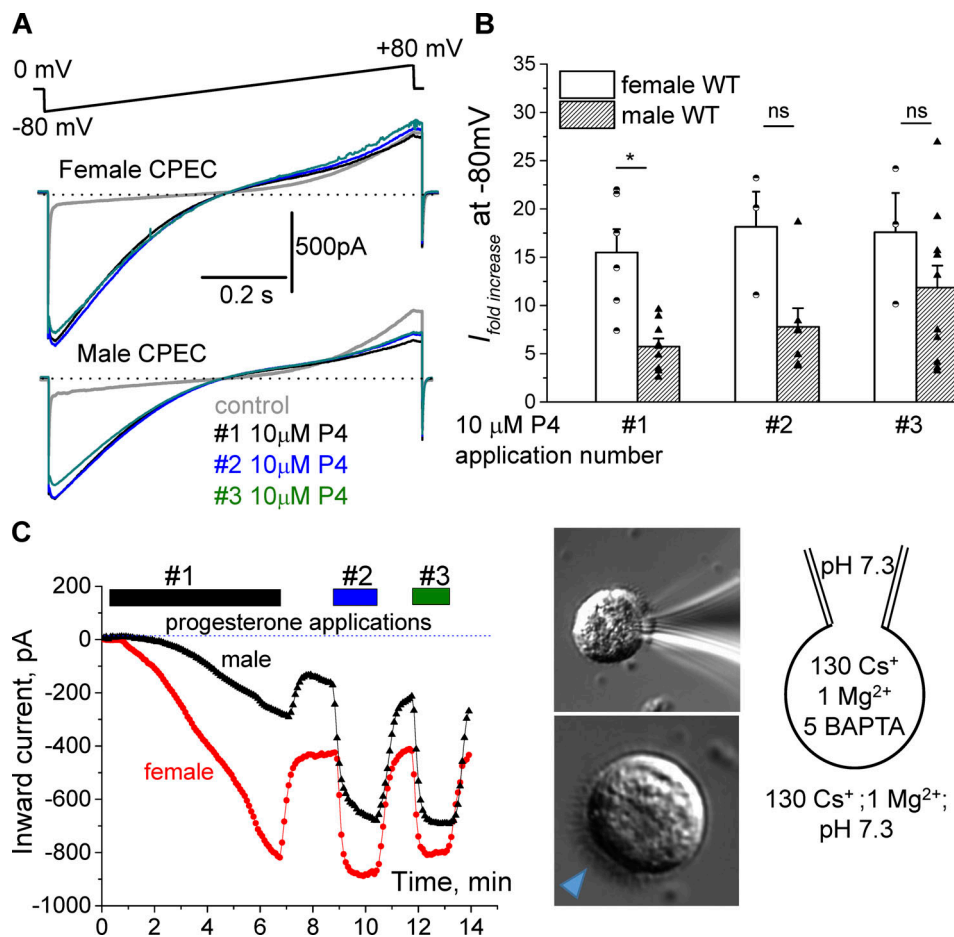 A
0 mV
+80 mV
-80 mV
Female CPEC
500pA
0.2 s
Male CPEC
control
#1 10μM P4
#2 10μM P4
#3 10μM P4
B
I fold increase at -80mV
35
30
25
20
15
10
5
0
female WT
male WT
*
ns
ns
10 μM P4
application number
#1
#2
#3
C
Inward current, pA
200
0
-200
-400
-600
-800
-1000
#1
#2
#3
progesterone applications
male
female
Time, min
0
2
4
6
8
10
12
14
pH 7.3
130 Cs⁺
1 Mg²⁺
5 BAPTA
130 Cs⁺ ;1 Mg²⁺;
pH 7.3